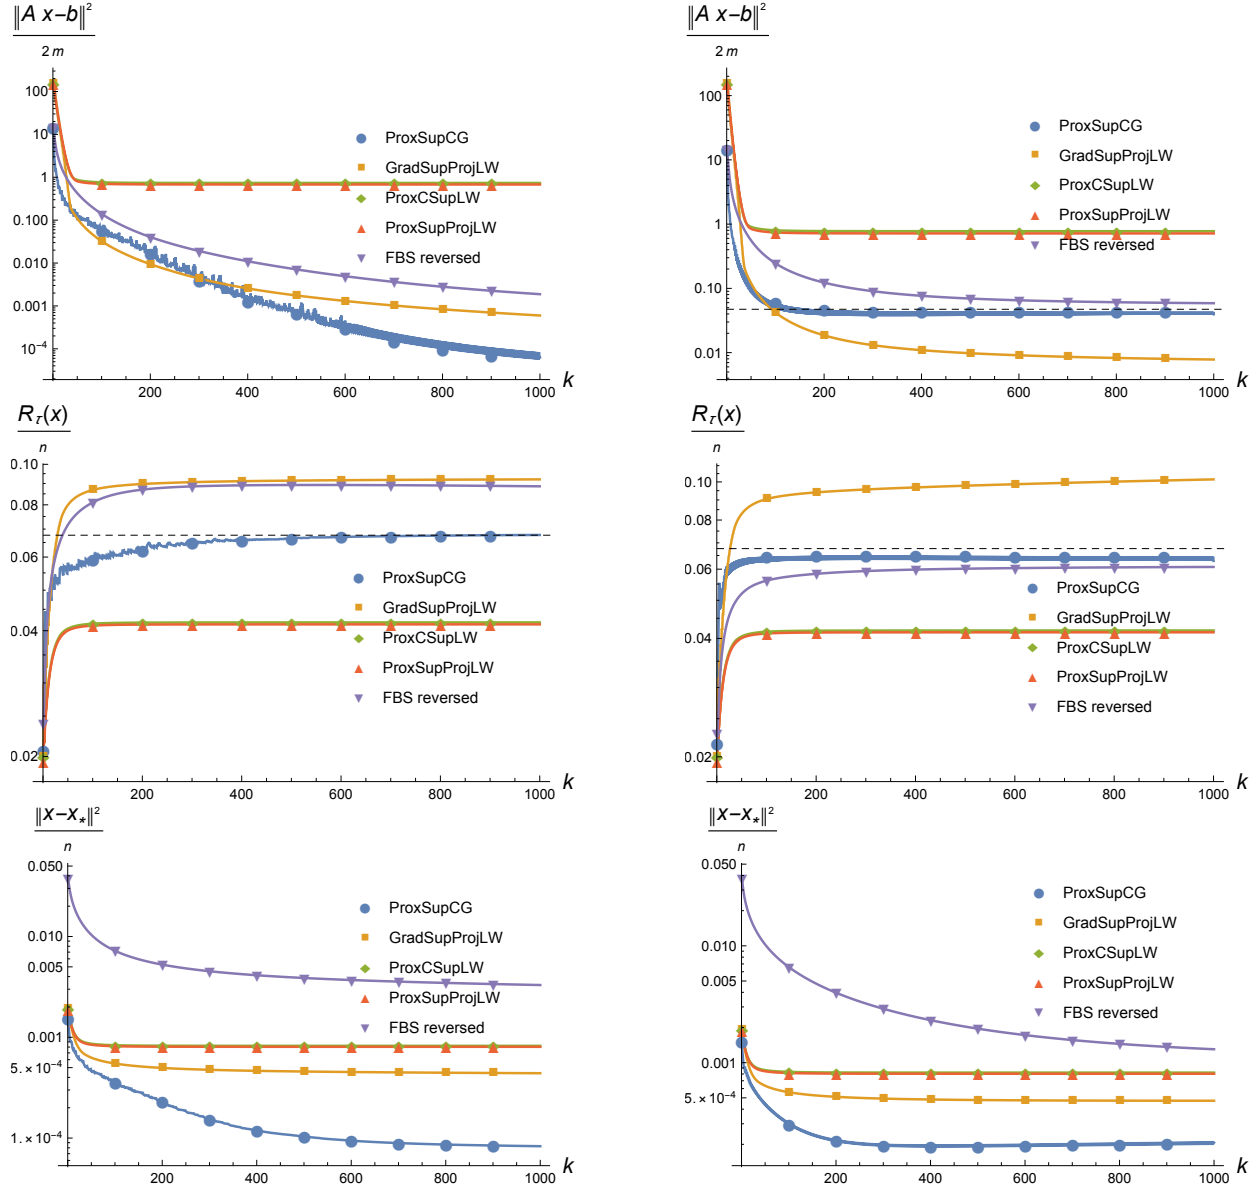 ‖A x-b‖²
2 m
100
10
1
0.100
0.010
0.001
10⁻⁴
200
400
600
800
1000
k
ProxSupCG
GradSupProjLW
ProxCSupLW
ProxSupProjLW
FBS reversed
‖A x-b‖²
2 m
100
10
1
0.10
0.01
200
400
600
800
1000
k
ProxSupCG
GradSupProjLW
ProxCSupLW
ProxSupProjLW
FBS reversed
Rτ(x)
n
0.10
0.06
0.04
0.02
200
400
600
800
1000
k
ProxSupCG
GradSupProjLW
ProxCSupLW
ProxSupProjLW
FBS reversed
Rτ(x)
n
0.10
0.08
0.06
0.04
0.02
200
400
600
800
1000
k
ProxSupCG
GradSupProjLW
ProxCSupLW
ProxSupProjLW
FBS reversed
‖x-x*‖²
n
0.050
0.010
0.005
0.001
5.×10⁻⁴
1.×10⁻⁴
200
400
600
800
1000
k
ProxSupCG
GradSupProjLW
ProxCSupLW
ProxSupProjLW
FBS reversed
‖x-x*‖²
n
0.050
0.010
0.005
0.001
5.×10⁻⁴
200
400
600
800
1000
k
ProxSupCG
GradSupProjLW
ProxCSupLW
ProxSupProjLW
FBS reversed